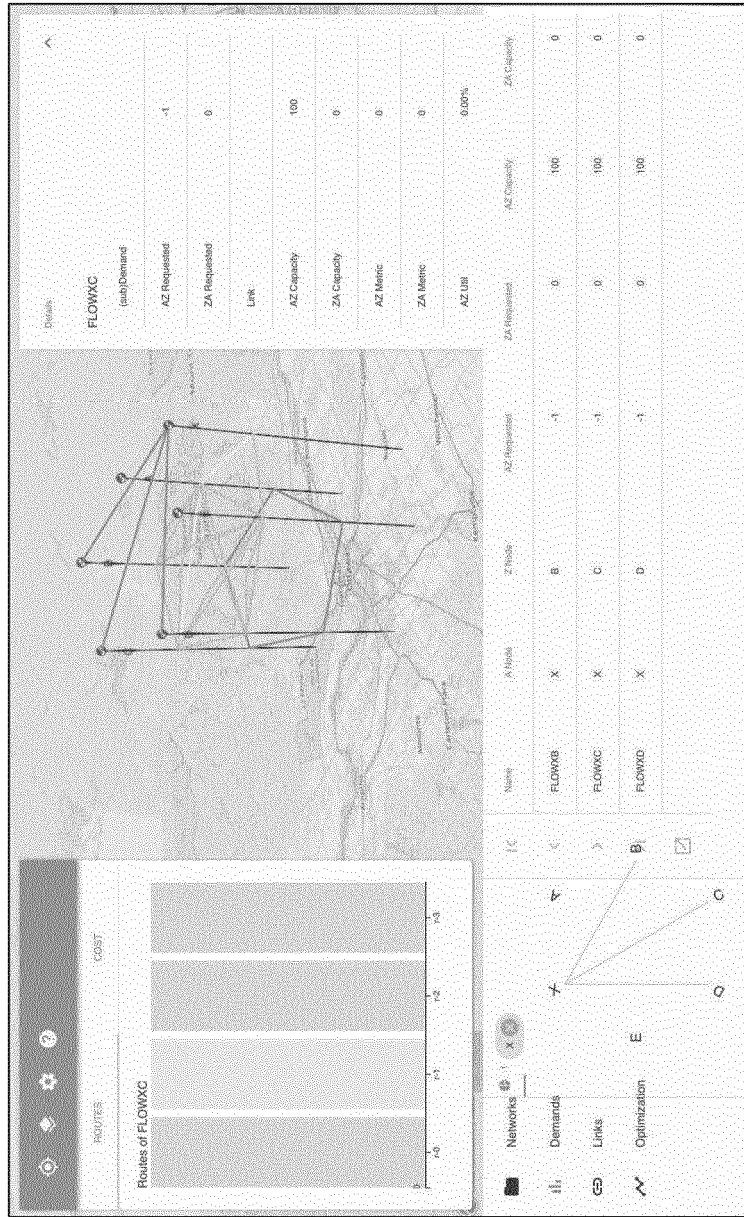 ROUTES COST
Routes of FLOWXC
r-0 r-1 r-2 r-3
Details
FLOWXC
(sub)Demand
AZ Requested -1
ZA Requested 0
Link
AZ Capacity 100
ZA Capacity 0
AZ Metric 0
ZA Metric 0
AZ Util 0.00%
Networks
x
Demands
Links
Optimization
X A
E B
D C
Name A Node Z Node AZ Requested ZA Requested AZ Capacity ZA Capacity
FLOWXB X B -1 0 100 0
FLOWXC X C -1 0 100 0
FLOWXD X D -1 0 100 0